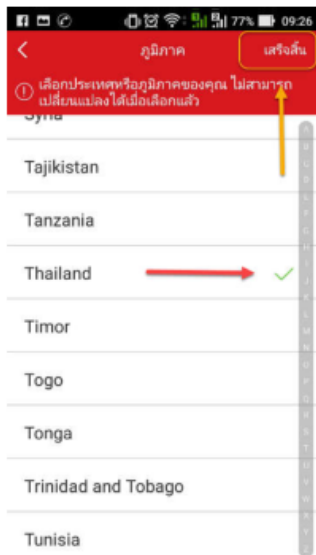 77% 09:26
ภูมิภาค เสร็จสิ้น
เลือกประเทศหรือภูมิภาคของคุณ ไม่สามารถ
เปลี่ยนแปลงได้เมื่อเลือกแล้ว
Syria
Tajikistan
Tanzania
Thailand
Timor
Togo
Tonga
Trinidad and Tobago
Tunisia